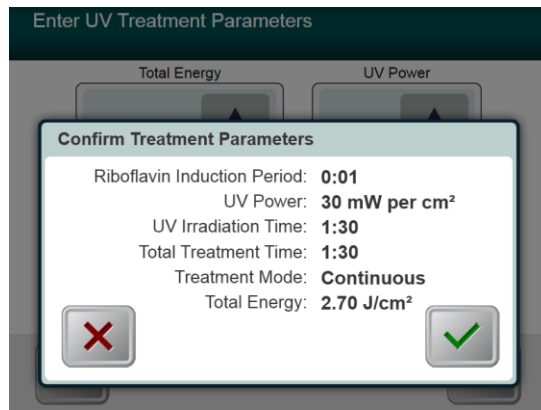 Enter UV Treatment Parameters
Total Energy UV Power
Confirm Treatment Parameters
Riboflavin Induction Period: 0:01
UV Power: 30 mW per cm²
UV Irradiation Time: 1:30
Total Treatment Time: 1:30
Treatment Mode: Continuous
Total Energy: 2.70 J/cm²